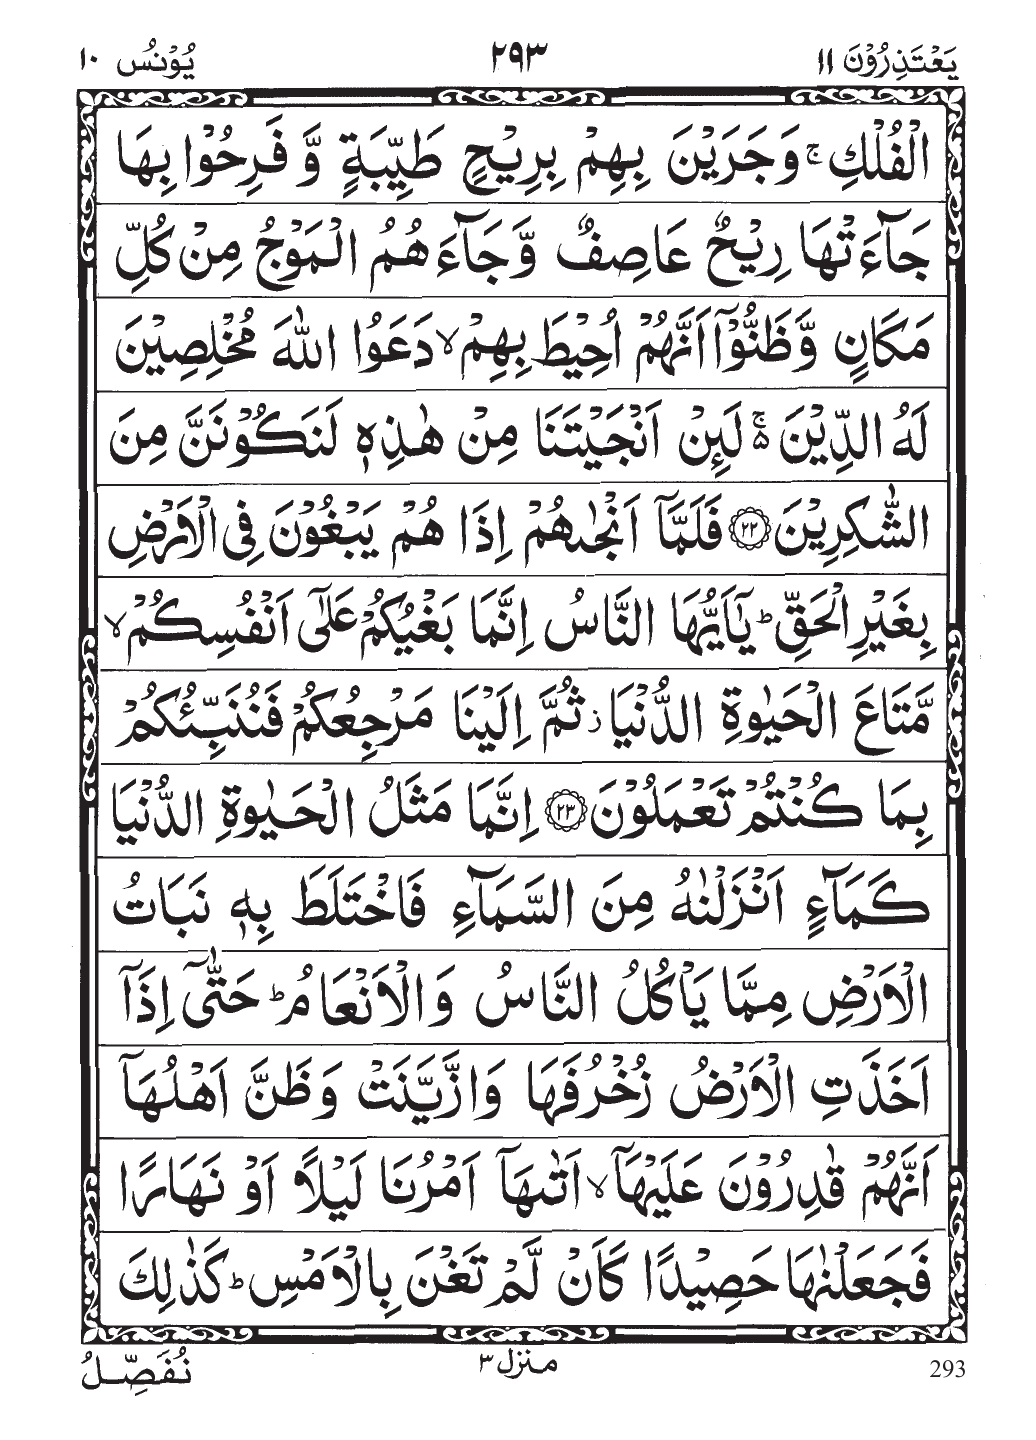 يَعْتَذِرُوْنَ ١١ ٢٩٣ يُوْنُس ١٠
الْفُلْكِ ۚ وَجَرَيْنَ بِهِمْ بِرِيْحٍ طَيِّبَةٍ وَّ فَرِحُوْا بِهَا
جَآءَتْهَا رِيْحٌ عَاصِفٌ وَّجَآءَهُمُ الْمَوْجُ مِنْ كُلِّ
مَكَانٍ وَّظَنُّوْٓا اَنَّهُمْ اُحِيْطَ بِهِمْ ۙ دَعَوُا اللّٰهَ مُخْلِصِيْنَ
لَهُ الدِّيْنَ ۚ۬ لَئِنْ اَنْجَيْتَنَا مِنْ هٰذِهٖ لَنَكُوْنَنَّ مِنَ
الشّٰكِرِيْنَ ۝٢٢ فَلَمَّآ اَنْجٰىهُمْ اِذَا هُمْ يَبْغُوْنَ فِي الْاَرْضِ
بِغَيْرِ الْحَقِّ ؕ يٰٓاَيُّهَا النَّاسُ اِنَّمَا بَغْيُكُمْ عَلٰٓى اَنْفُسِكُمْ ۙ
مَّتَاعَ الْحَيٰوةِ الدُّنْيَا ز ثُمَّ اِلَيْنَا مَرْجِعُكُمْ فَنُنَبِّئُكُمْ
بِمَا كُنْتُمْ تَعْمَلُوْنَ ۝٢٣ اِنَّمَا مَثَلُ الْحَيٰوةِ الدُّنْيَا
كَمَآءٍ اَنْزَلْنٰهُ مِنَ السَّمَآءِ فَاخْتَلَطَ بِهٖ نَبَاتُ
الْاَرْضِ مِمَّا يَاْكُلُ النَّاسُ وَ الْاَنْعَامُ ؕ حَتّٰٓى اِذَآ
اَخَذَتِ الْاَرْضُ زُخْرُفَهَا وَازَّيَّنَتْ وَظَنَّ اَهْلُهَآ
اَنَّهُمْ قٰدِرُوْنَ عَلَيْهَآ ۙ اَتٰىهَآ اَمْرُنَا لَيْلًا اَوْ نَهَارًا
فَجَعَلْنٰهَا حَصِيْدًا كَاَنْ لَّمْ تَغْنَ بِالْاَمْسِ ؕ كَذٰلِكَ
293 منزل ٣ نُفَصِّلُ